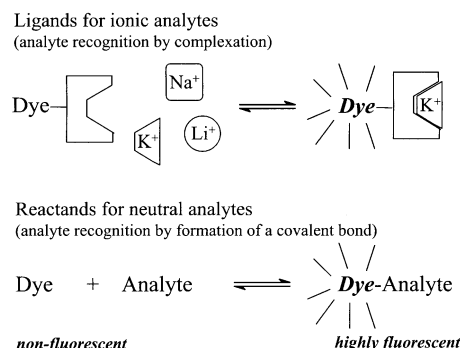 Ligands for ionic analytes
(analyte recognition by complexation)
Na⁺
Dye
K⁺
Li⁺
Dye
K⁺
Reactands for neutral analytes
(analyte recognition by formation of a covalent bond)
Dye + Analyte
Dye-Analyte
non-fluorescent
highly fluorescent